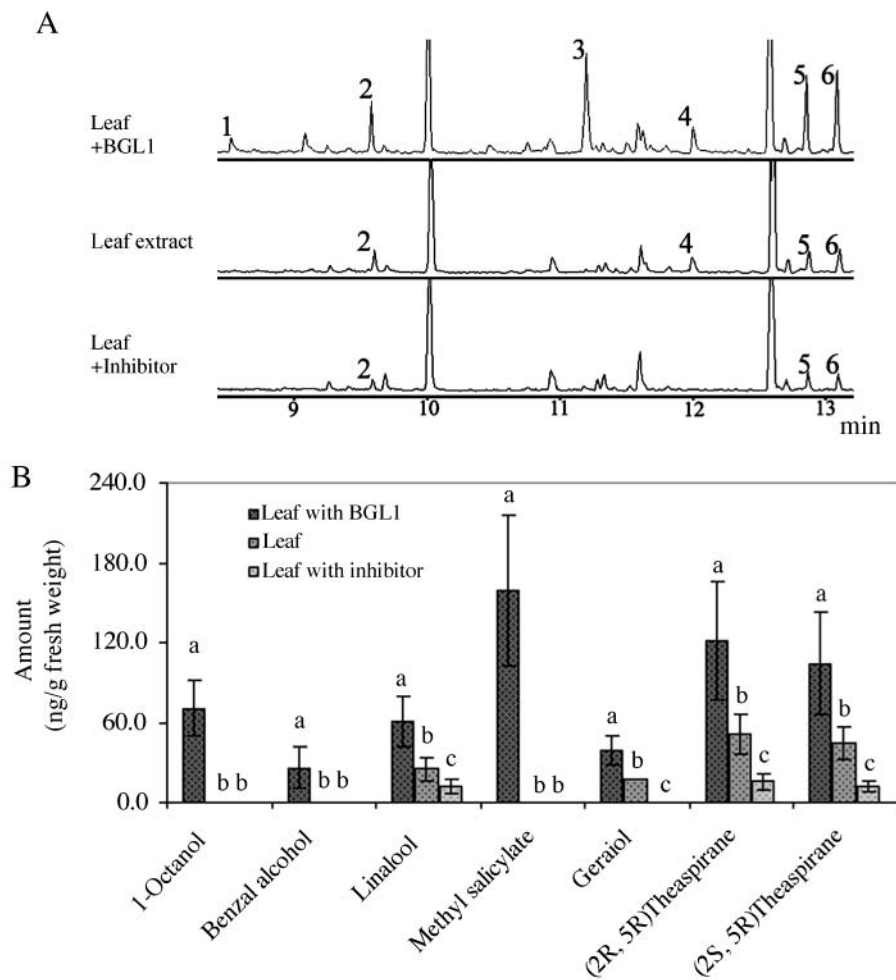 A
1
2
3
4
5
6
Leaf
+BGL1
Leaf extract
2
4
5
6
Leaf
+Inhibitor
2
5
6
9
10
11
12
13
min
B
240.0
180.0
120.0
60.0
0.0
Amount
(ng/g fresh weight)
Leaf with BGL1
Leaf
Leaf with inhibitor
a
b b
a
b b
a
b
c
a
b b
a
b
c
a
b
c
a
b
c
1-Octanol
Benzal alcohol
Linalool
Methyl salicylate
Geraiol
(2R, 5R)Theaspirane
(2S, 5R)Theaspirane